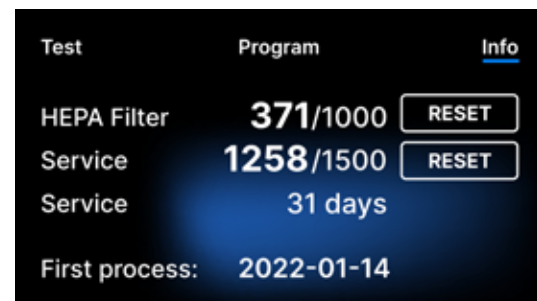 Test Program Info
HEPA Filter 371/1000 RESET
Service 1258/1500 RESET
Service 31 days
First process: 2022-01-14